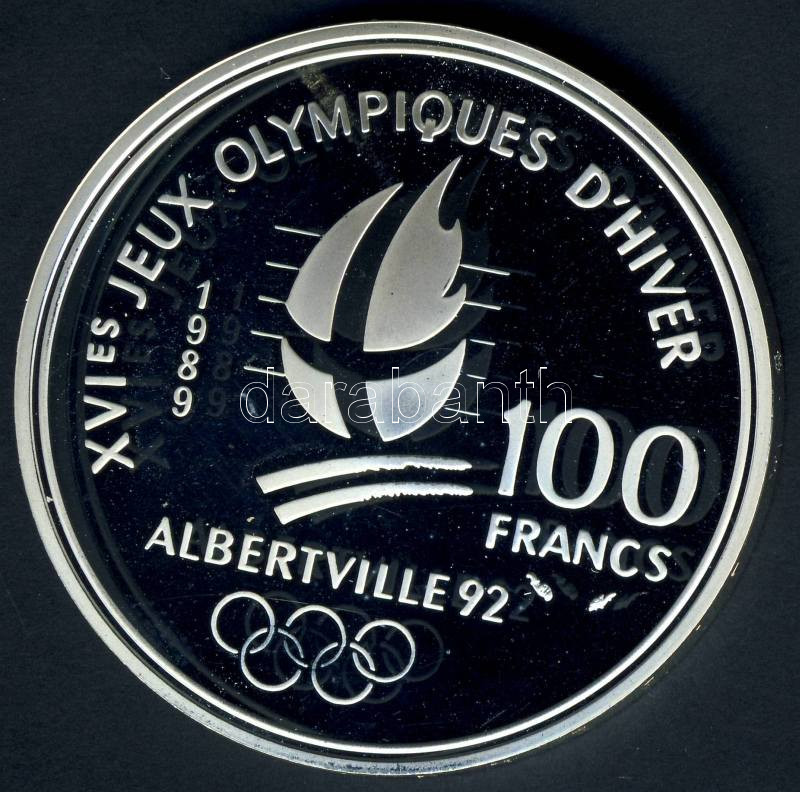 XVIES JEUX OLYMPIQUES D'HIVER
1989
darabanth
100
FRANCS
ALBERTVILLE 92